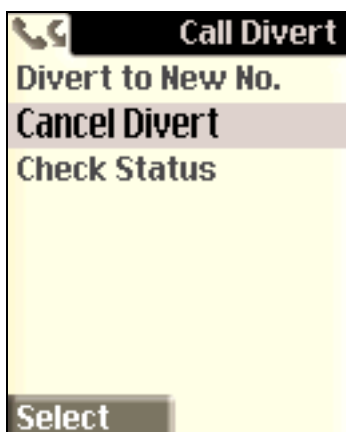 Call Divert
Divert to New No.
Cancel Divert
Check Status
Select